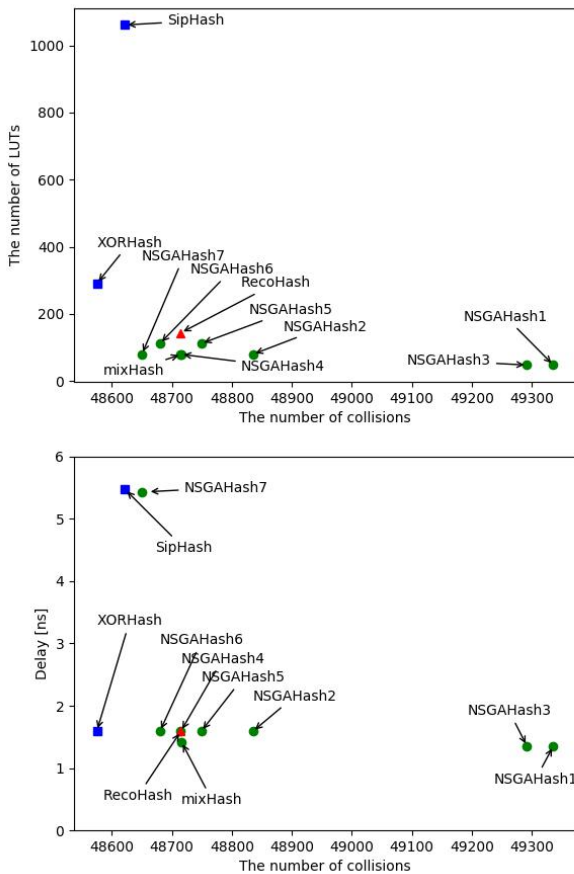 1000
800
600
400
200
0
The number of LUTs
SipHash
XORHash
NSGAHash7
NSGAHash6
RecoHash
NSGAHash5
NSGAHash2
NSGAHash1
NSGAHash3
mixHash
NSGAHash4
48600 48700 48800 48900 49000 49100 49200 49300
The number of collisions
6
5
4
3
2
1
0
Delay [ns]
NSGAHash7
SipHash
XORHash
NSGAHash6
NSGAHash4
NSGAHash5
NSGAHash2
NSGAHash3
RecoHash
mixHash
NSGAHash1
48600 48700 48800 48900 49000 49100 49200 49300
The number of collisions